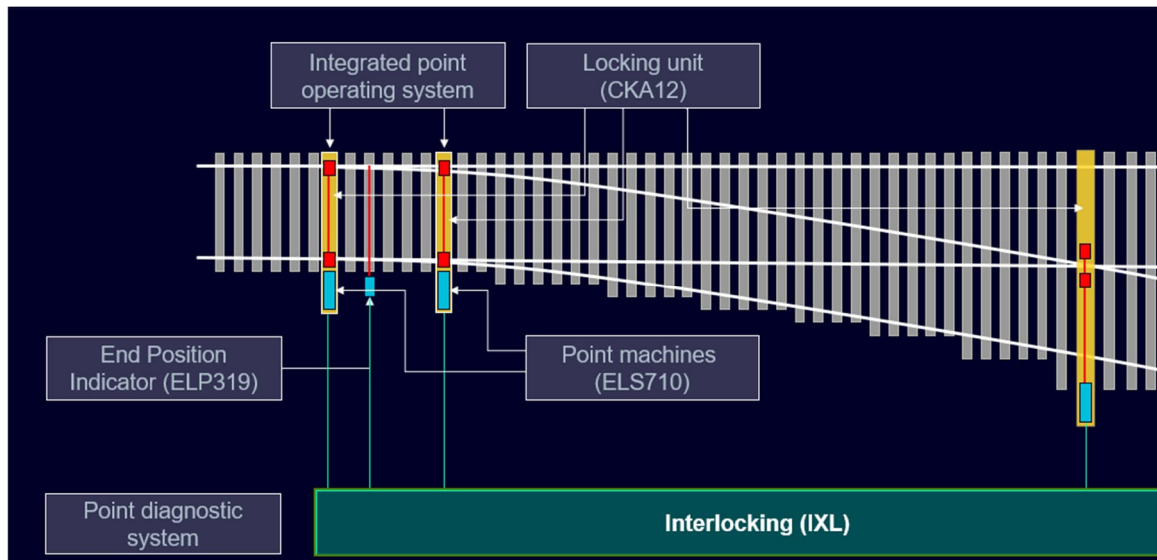 Integrated point
operating system
Locking unit
(CKA12)
End Position
Indicator (ELP319)
Point machines
(ELS710)
Point diagnostic
system
Interlocking (IXL)